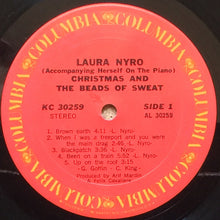 COLUMBIA
LAURA NYRO
(Accompanying Herself On The Piano)
CHRISTMAS AND
THE BEADS OF SWEAT
KC 30259
SIDE 1
STEREO
AL 30259
1. Brown earth 4:11 -L. Nyro-
2. When I was a freeport and you were
the main drag 2:46 -L. Nyro-
3. Blackpatch 3:36 -L. Nyro-
4. Been on a train 5:52 -L. Nyro-
5. Up on the roof 3:15
-G. Goffin - C. King-
Produced by Arif Mardin
& Felix Cavaliere